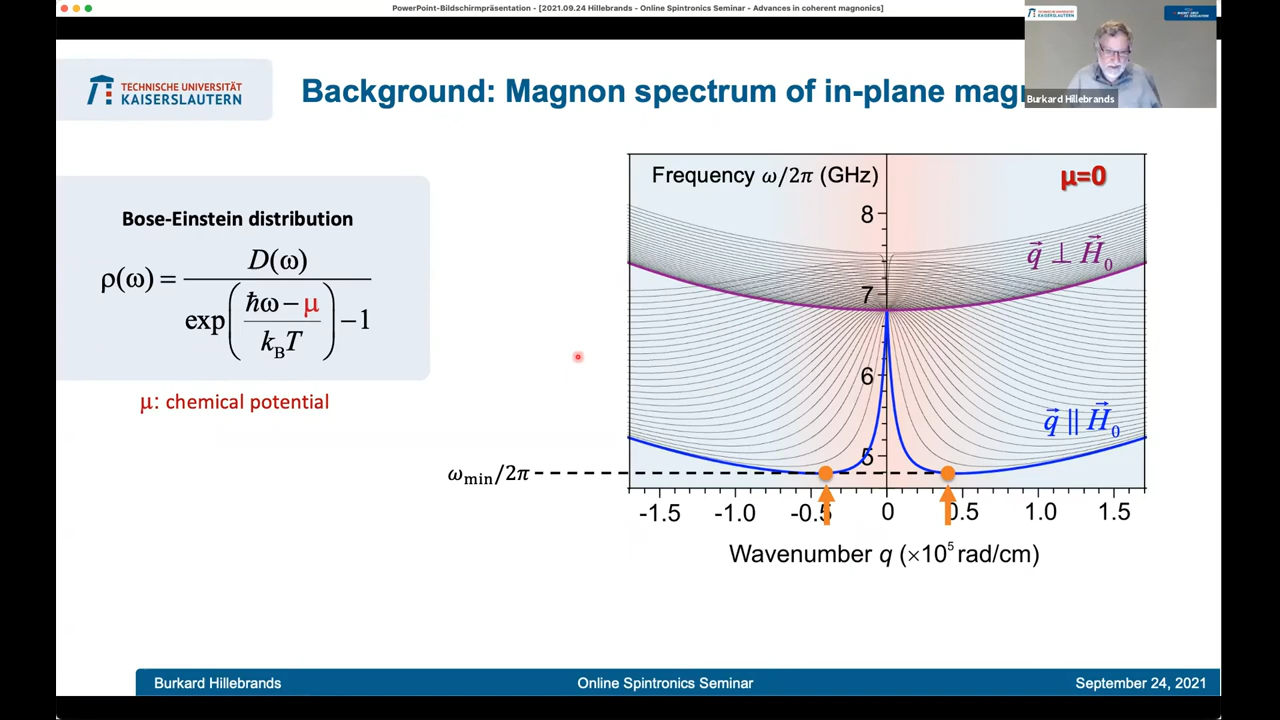 PowerPoint-Bildschirmpräsentation - [2021.09.24 Hillebrands - Online Spintronics Seminar - Advances in coherent magnonics]
TECHNISCHE UNIVERSITÄT
KAISERSLAUTERN
Background: Magnon spectrum of in-plane mag
Burkard Hillebrands
Bose-Einstein distribution
ρ(ω) = D(ω) / (exp((ħω − μ) / (k_B T)) − 1)
μ: chemical potential
Frequency ω/2π (GHz)
μ=0
8
q⃗ ⊥ H⃗₀
7
6
q⃗ || H⃗₀
5
ω_min/2π
-1.5 -1.0 -0.5 0 0.5 1.0 1.5
Wavenumber q (×10⁵ rad/cm)
Burkard Hillebrands
Online Spintronics Seminar
September 24, 2021